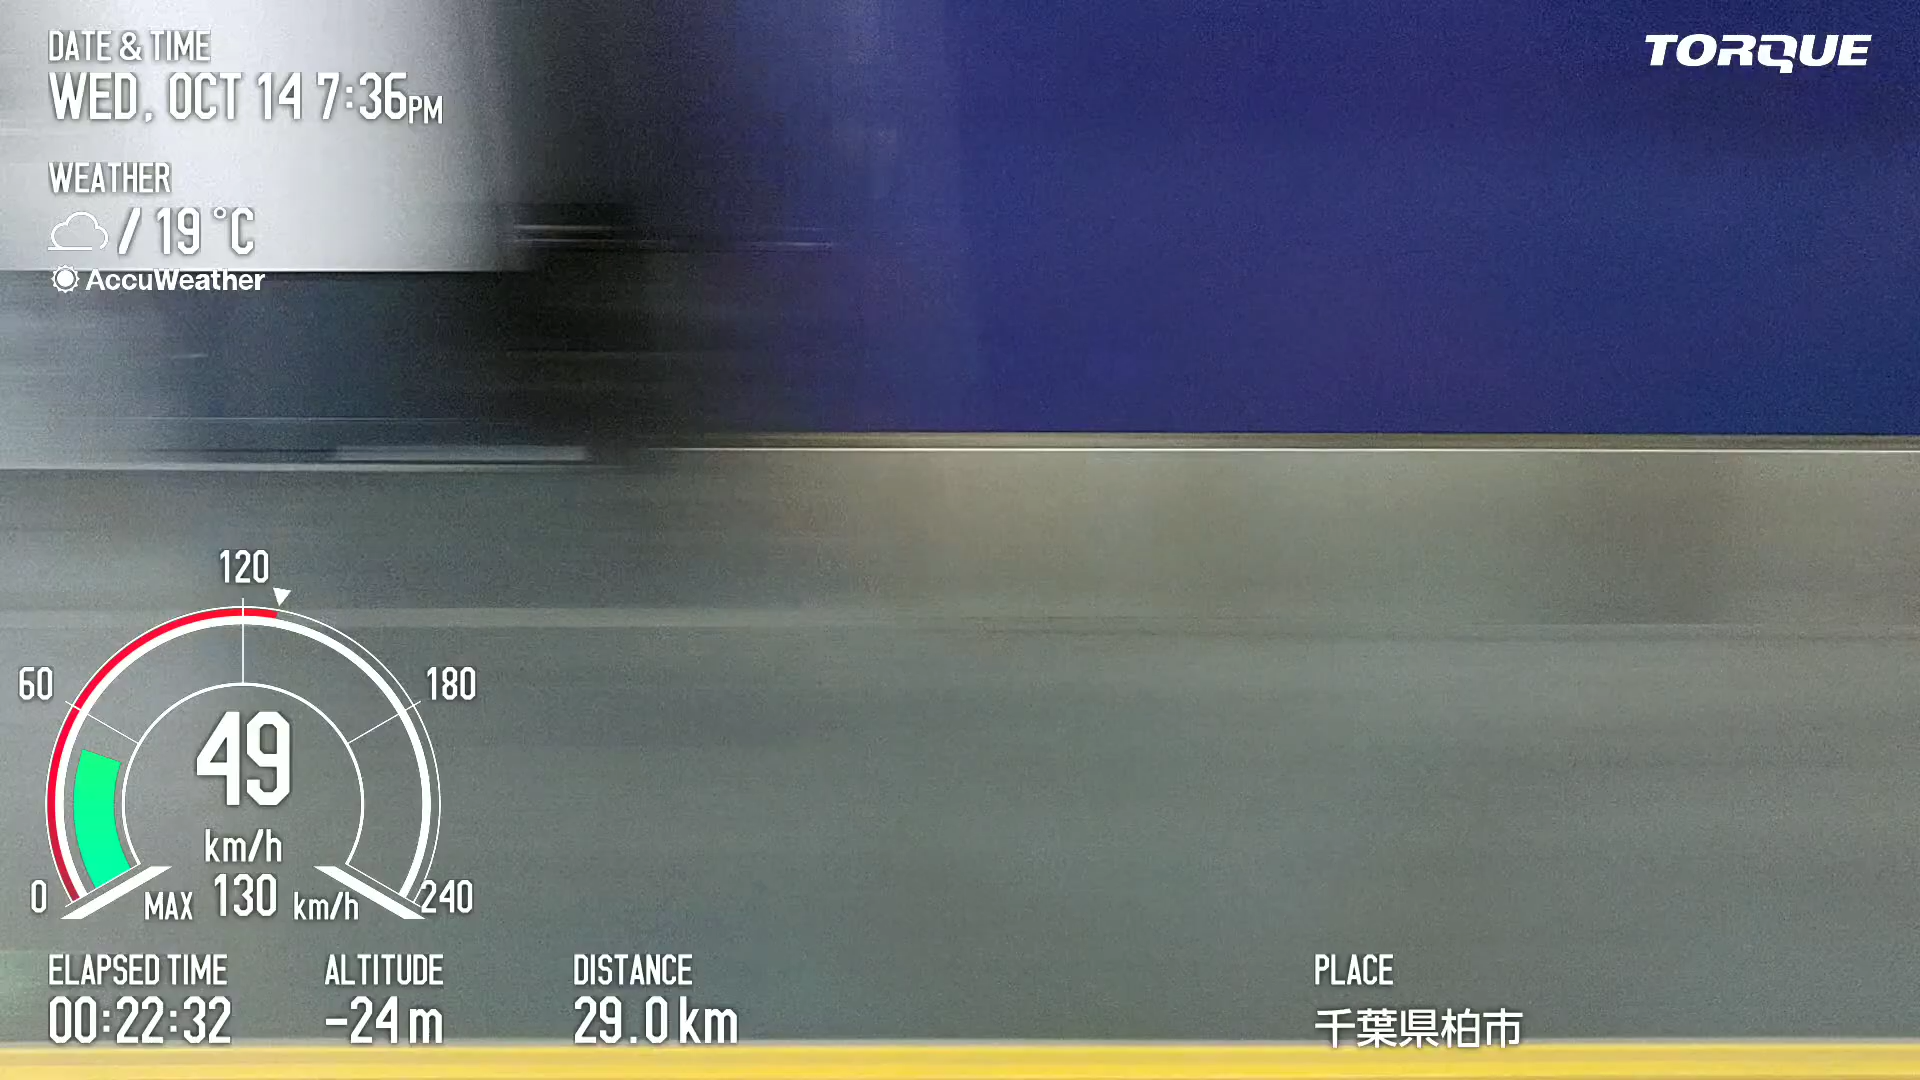 DATE & TIME
WED, OCT 14 7:36PM
TORQUE
WEATHER
/ 19°C
AccuWeather
120
60
180
49
km/h
0
MAX 130 km/h
240
ELAPSED TIME
00:22:32
ALTITUDE
-24m
DISTANCE
29.0km
PLACE
千葉県柏市